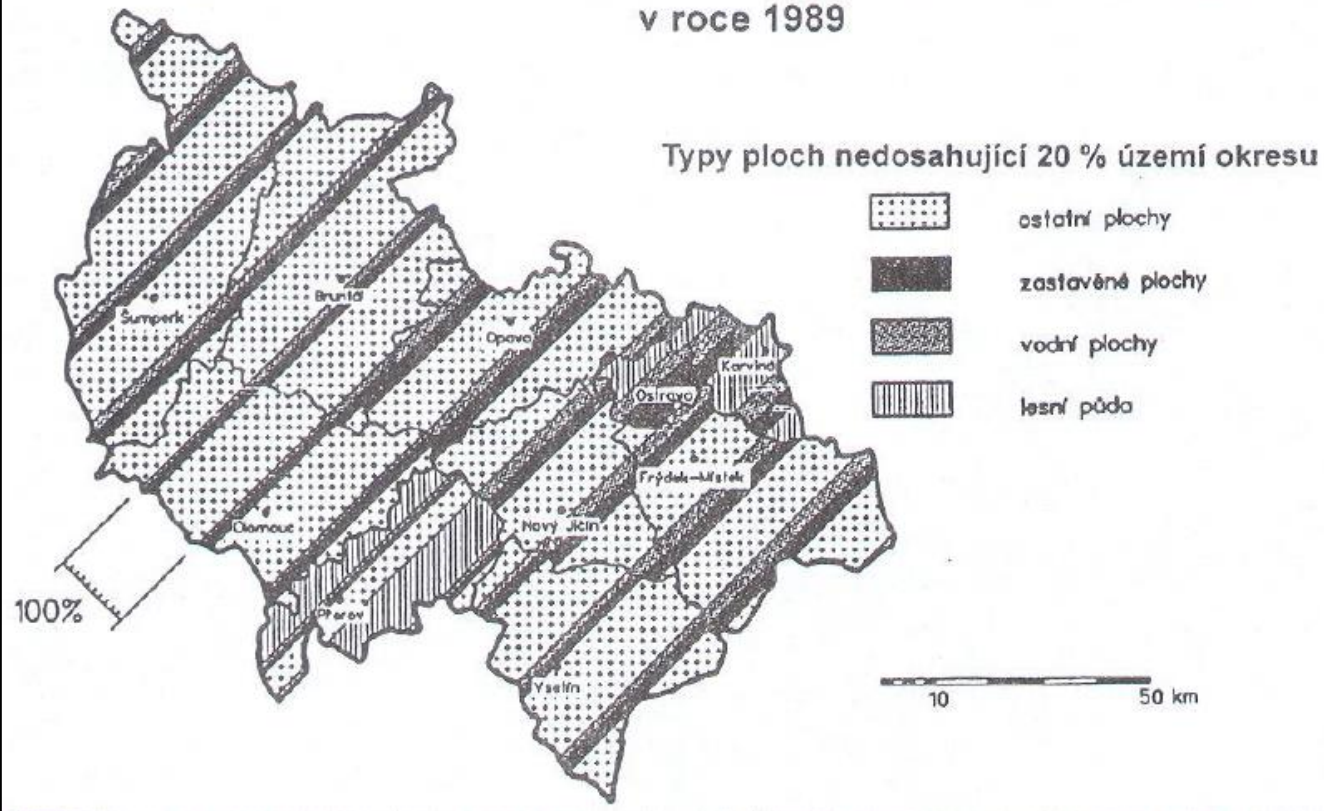 v roce 1989
Typy ploch nedosahující 20 % území okresu
ostatní plochy
zastavěné plochy
vodní plochy
lesní půda
Šumperk
Bruntál
Opava
Ostrava
Karviná
Frýdek-Místek
Olomouc
Nový Jičín
Přerov
Vsetín
100%
10
50 km